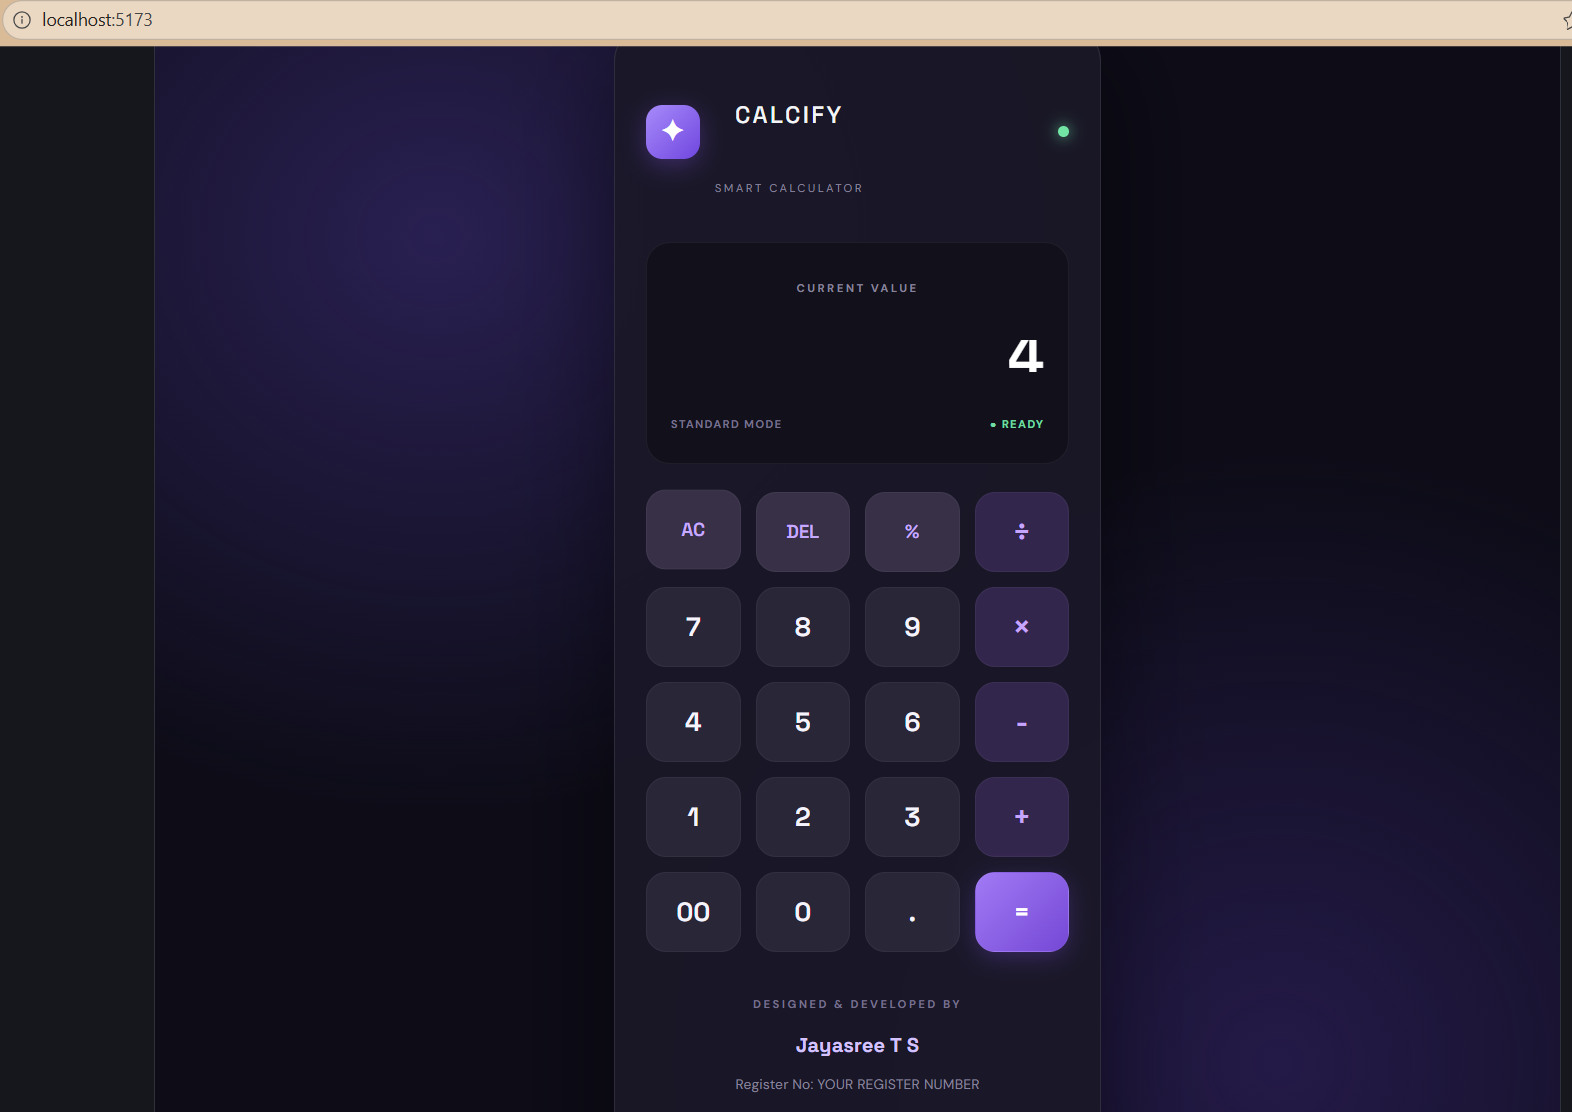 localhost:5173
CALCIFY
SMART CALCULATOR
CURRENT VALUE
4
STANDARD MODE
● READY
AC DEL % ÷
7 8 9 ×
4 5 6 -
1 2 3 +
00 0 . =
DESIGNED & DEVELOPED BY
Jayasree T S
Register No: YOUR REGISTER NUMBER